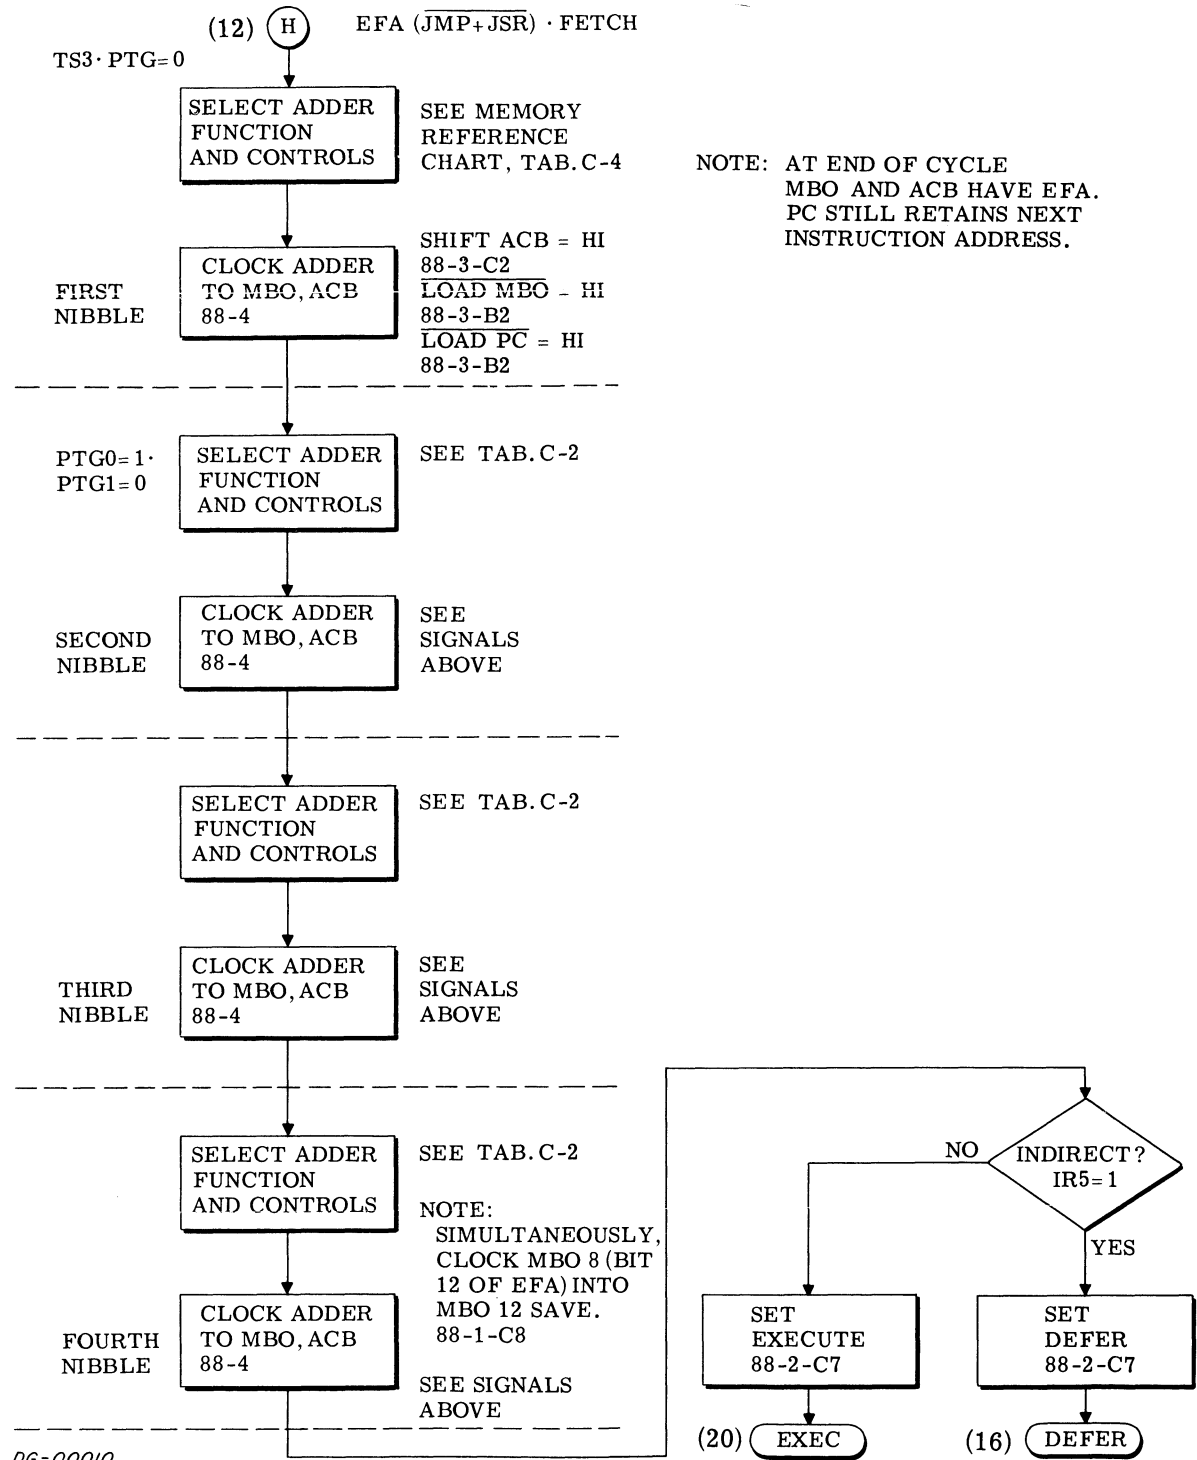 (12) H EFA (JMP+JSR) · FETCH
TS3· PTG=0
SELECT ADDER
FUNCTION
AND CONTROLS
SEE MEMORY
REFERENCE
CHART, TAB. C-4
NOTE: AT END OF CYCLE
MBO AND ACB HAVE EFA.
PC STILL RETAINS NEXT
INSTRUCTION ADDRESS.
FIRST
NIBBLE
CLOCK ADDER
TO MBO, ACB
88-4
SHIFT ACB = HI
88-3-C2
LOAD MBO = HI
88-3-B2
LOAD PC = HI
88-3-B2
PTG0=1·
PTG1=0
SELECT ADDER
FUNCTION
AND CONTROLS
SEE TAB. C-2
SECOND
NIBBLE
CLOCK ADDER
TO MBO, ACB
88-4
SEE
SIGNALS
ABOVE
SELECT ADDER
FUNCTION
AND CONTROLS
SEE TAB. C-2
THIRD
NIBBLE
CLOCK ADDER
TO MBO, ACB
88-4
SEE
SIGNALS
ABOVE
SELECT ADDER
FUNCTION
AND CONTROLS
SEE TAB. C-2
NOTE:
SIMULTANEOUSLY,
CLOCK MBO 8 (BIT
12 OF EFA) INTO
MBO 12 SAVE.
88-1-C8
FOURTH
NIBBLE
CLOCK ADDER
TO MBO, ACB
88-4
SEE SIGNALS
ABOVE
INDIRECT?
IR5=1
NO
YES
SET
EXECUTE
88-2-C7
SET
DEFER
88-2-C7
(20) EXEC
(16) DEFER
DG-00010